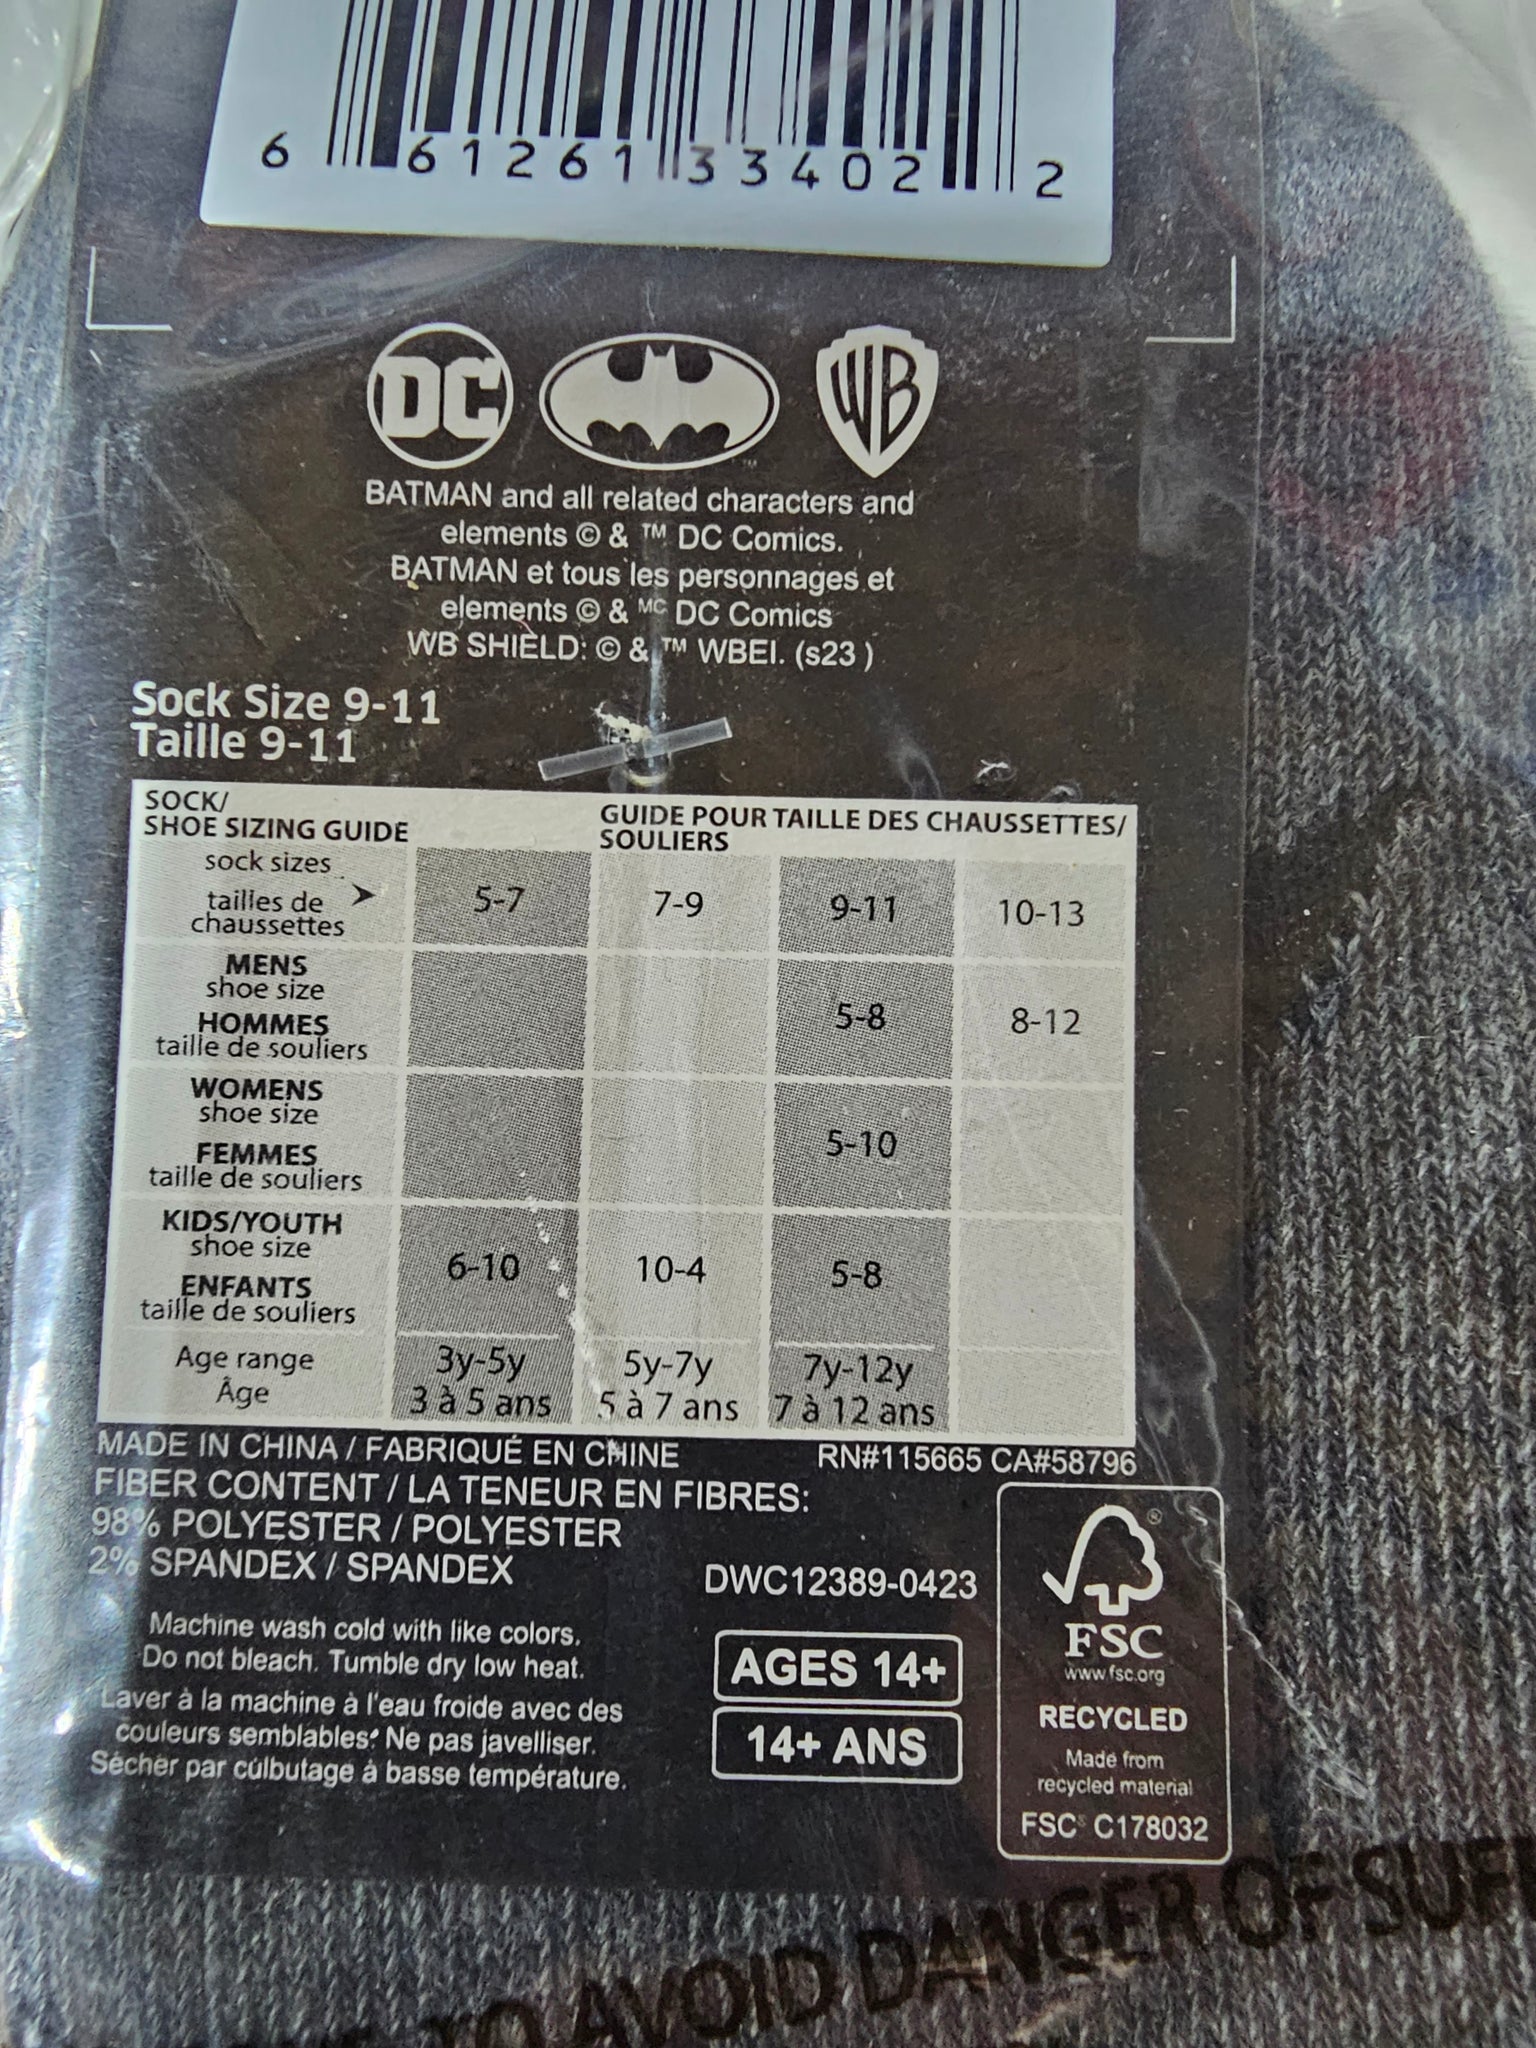 6 61261 33402 2
DC
WB
BATMAN and all related characters and
elements © & ™ DC Comics.
BATMAN et tous les personnages et
elements © & MC DC Comics
WB SHIELD: © & ™ WBEI. (s23 )
Sock Size 9-11
Taille 9-11
SOCK/
SHOE SIZING GUIDE
GUIDE POUR TAILLE DES CHAUSSETTES/
SOULIERS
sock sizes
tailles de
chaussettes
5-7 7-9 9-11 10-13
MENS
shoe size
HOMMES
taille de souliers
5-8 8-12
WOMENS
shoe size
FEMMES
taille de souliers
5-10
KIDS/YOUTH
shoe size
ENFANTS
taille de souliers
6-10 10-4 5-8
Age range
Âge
3y-5y 5y-7y 7y-12y
3 à 5 ans 5 à 7 ans 7 à 12 ans
MADE IN CHINA / FABRIQUÉ EN CHINE
RN#115665 CA#58796
FIBER CONTENT / LA TENEUR EN FIBRES:
98% POLYESTER / POLYESTER
2% SPANDEX / SPANDEX
DWC12389-0423
Machine wash cold with like colors.
Do not bleach. Tumble dry low heat.
Laver à la machine à l'eau froide avec des
couleurs semblables. Ne pas javelliser.
Sécher par culbutage à basse température.
AGES 14+
14+ ANS
®
FSC
www.fsc.org
RECYCLED
Made from
recycled material
FSC® C178032
TO AVOID DANGER OF